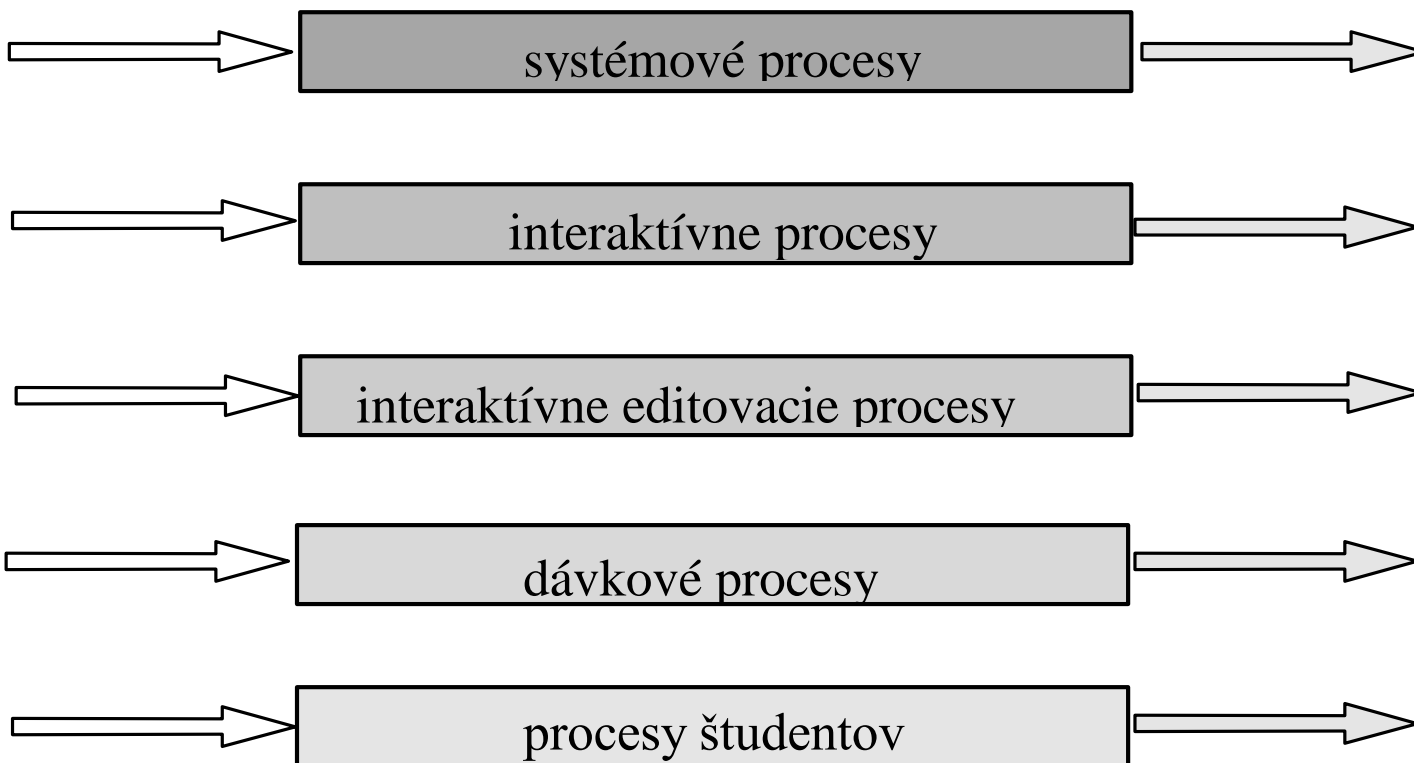 systémové procesy
interaktívne procesy
interaktívne editovacie procesy
dávkové procesy
procesy študentov